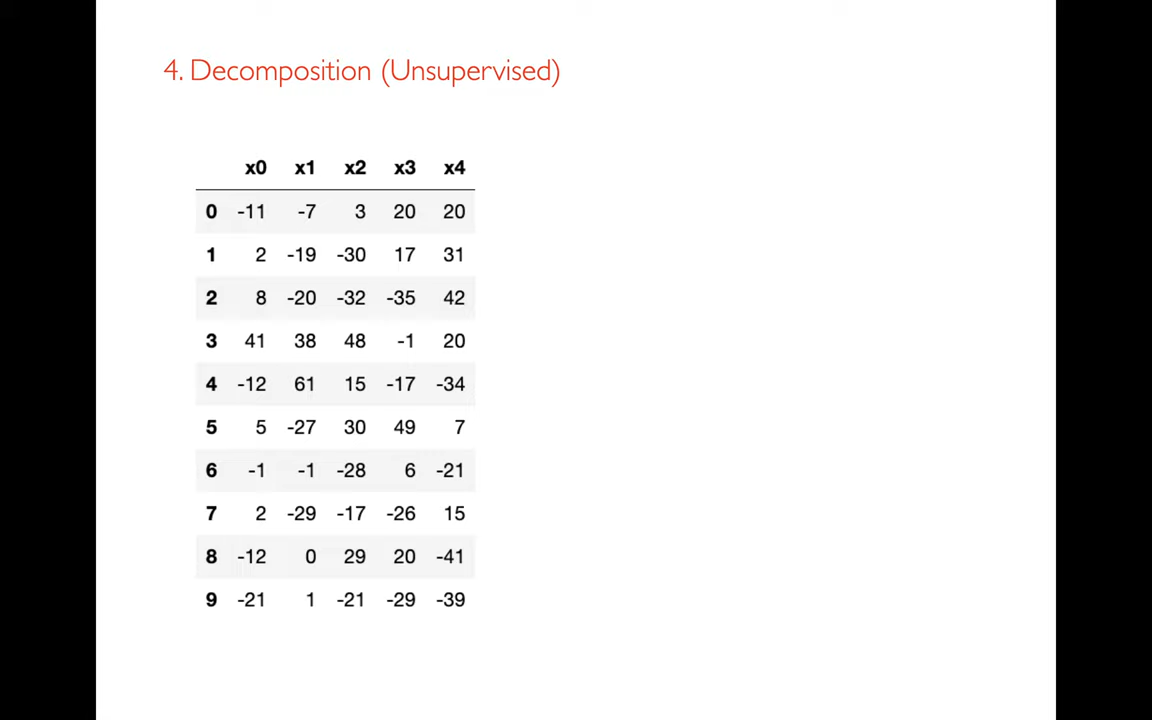 4. Decomposition (Unsupervised)
x0 x1 x2 x3 x4
0 -11 -7 3 20 20
1 2 -19 -30 17 31
2 8 -20 -32 -35 42
3 41 38 48 -1 20
4 -12 61 15 -17 -34
5 5 -27 30 49 7
6 -1 -1 -28 6 -21
7 2 -29 -17 -26 15
8 -12 0 29 20 -41
9 -21 1 -21 -29 -39